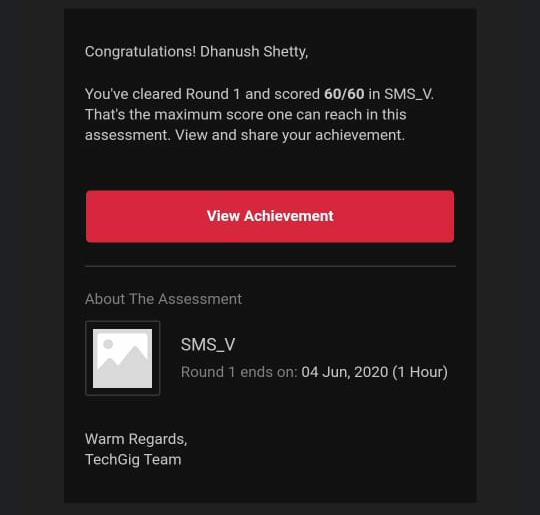 Congratulations! Dhanush Shetty,
You've cleared Round 1 and scored 60/60 in SMS_V.
That's the maximum score one can reach in this
assessment. View and share your achievement.
View Achievement
About The Assessment
SMS_V
Round 1 ends on: 04 Jun, 2020 (1 Hour)
Warm Regards,
TechGig Team